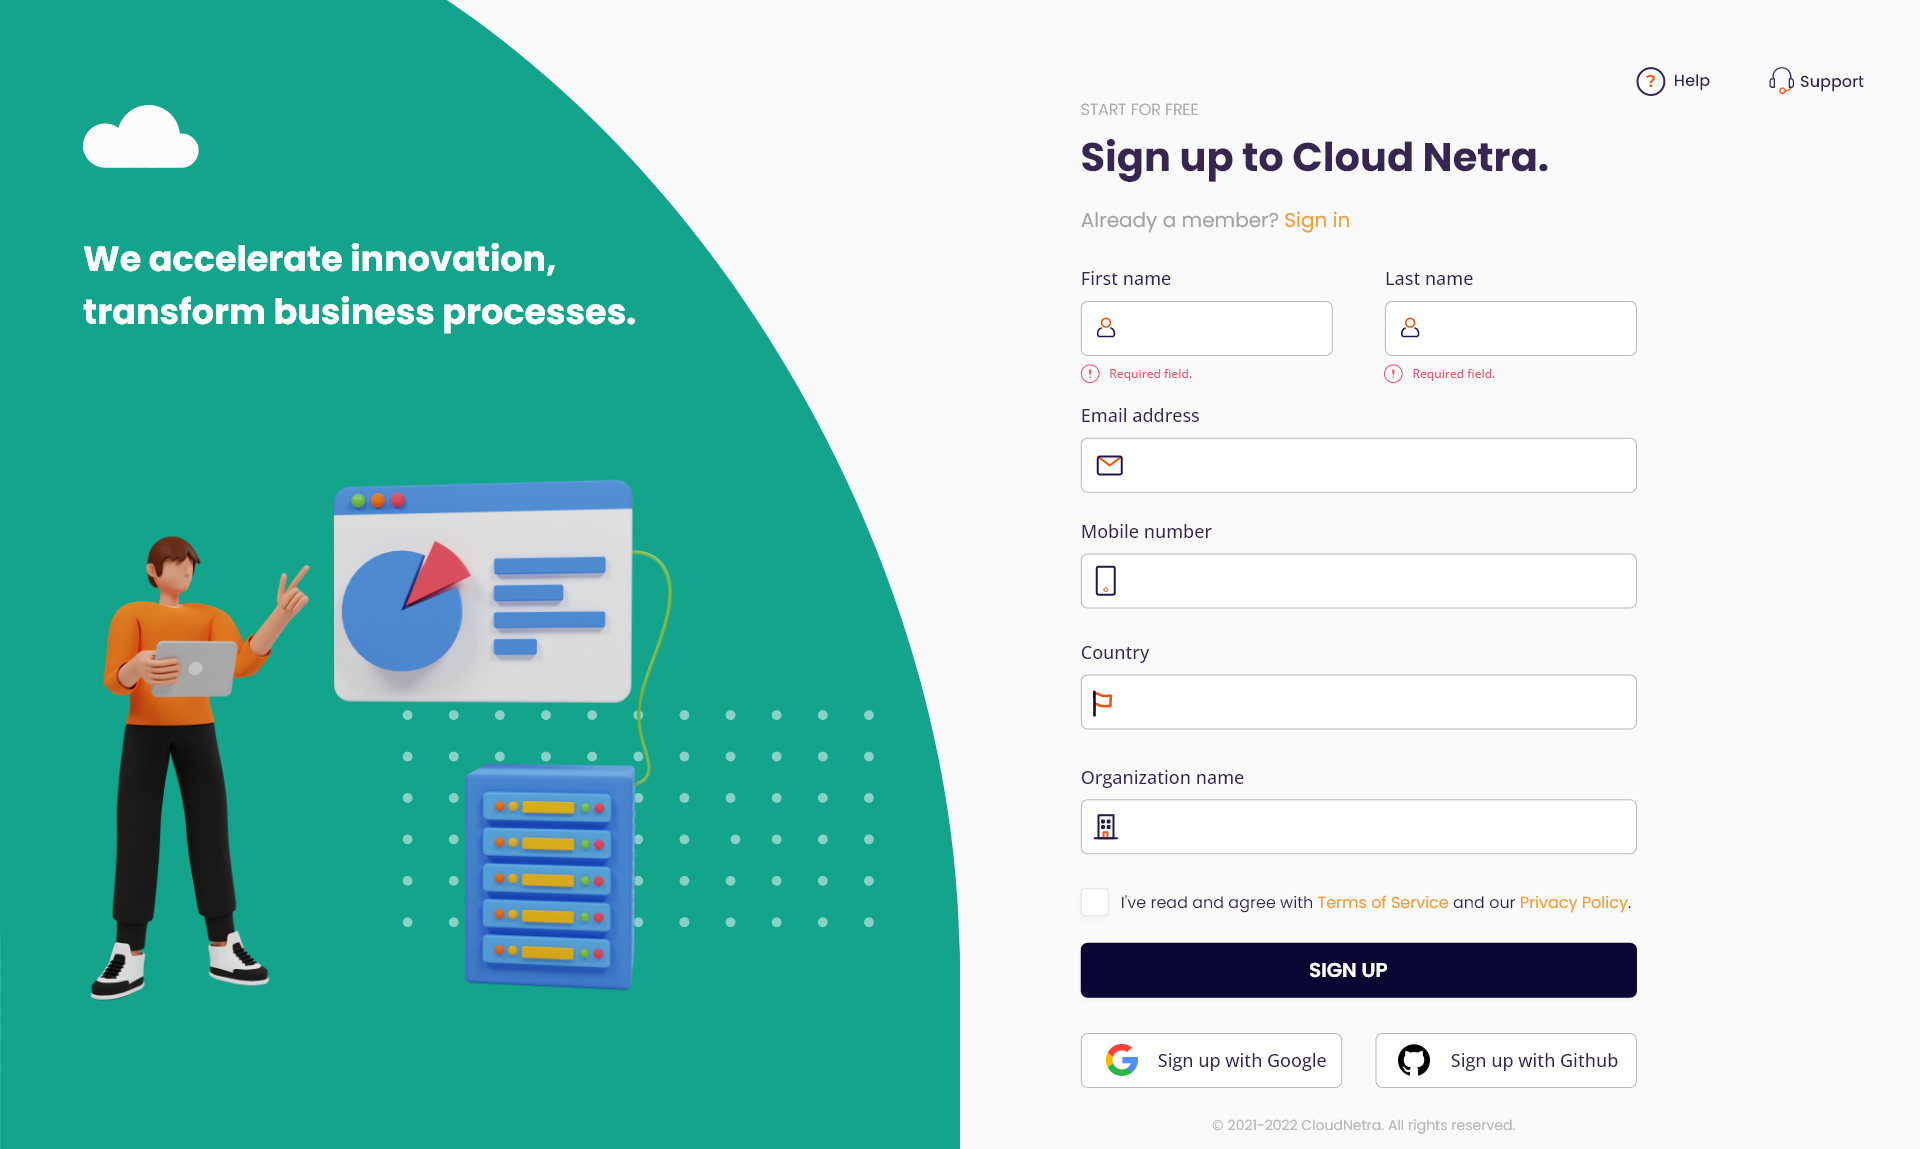 We accelerate innovation,
transform business processes.
? Help
Support
START FOR FREE
Sign up to Cloud Netra.
Already a member? Sign in
First name
Last name
! Required field.
! Required field.
Email address
Mobile number
Country
Organization name
I've read and agree with Terms of Service and our Privacy Policy.
SIGN UP
Sign up with Google
Sign up with Github
© 2021-2022 CloudNetra. All rights reserved.